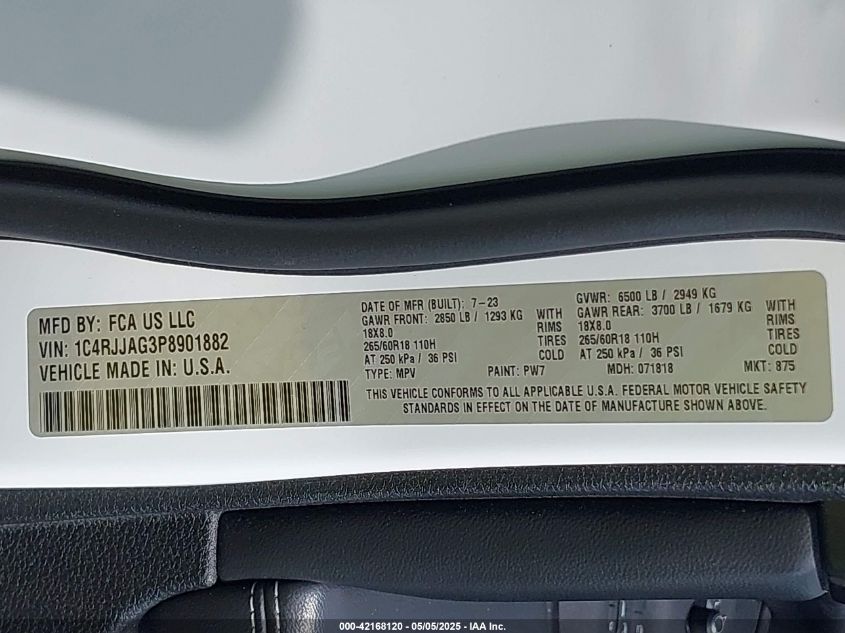 MFD BY: FCA US LLC
VIN: 1C4RJJAG3P8901882
VEHICLE MADE IN: U.S.A.
DATE OF MFR (BUILT): 7-23
GAWR FRONT: 2850 LB / 1293 KG WITH
18X8.0 RIMS
265/60R18 110H TIRES
AT 250 kPa / 36 PSI COLD
TYPE: MPV PAINT: PW7
GVWR: 6500 LB / 2949 KG
GAWR REAR: 3700 LB / 1679 KG WITH
18X8.0 RIMS
265/60R18 110H TIRES
AT 250 kPa / 36 PSI COLD
MDH: 071818 MKT: 875
THIS VEHICLE CONFORMS TO ALL APPLICABLE U.S.A. FEDERAL MOTOR VEHICLE SAFETY
STANDARDS IN EFFECT ON THE DATE OF MANUFACTURE SHOWN ABOVE.
000-42168120 - 05/05/2025 - IAA Inc.